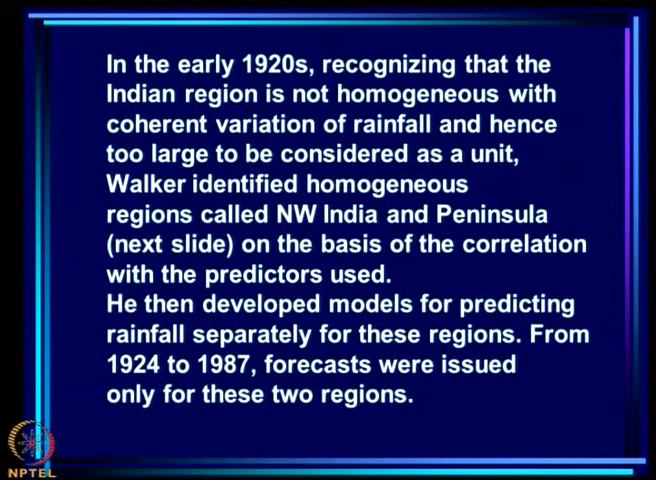 In the early 1920s, recognizing that the
Indian region is not homogeneous with
coherent variation of rainfall and hence
too large to be considered as a unit,
Walker identified homogeneous
regions called NW India and Peninsula
(next slide) on the basis of the correlation
with the predictors used.
He then developed models for predicting
rainfall separately for these regions. From
1924 to 1987, forecasts were issued
only for these two regions.
NPTEL